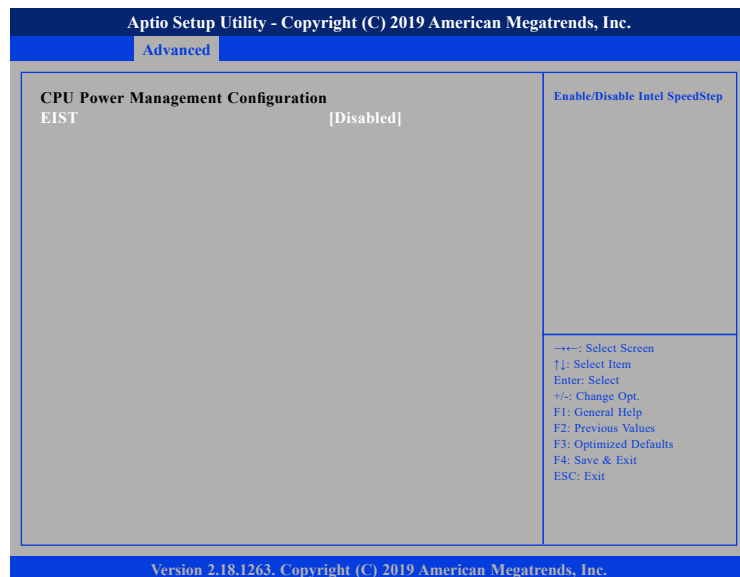 Aptio Setup Utility - Copyright (C) 2019 American Megatrends, Inc.
Advanced
CPU Power Management Configuration
EIST [Disabled]
Enable/Disable Intel SpeedStep
→←: Select Screen
↑↓: Select Item
Enter: Select
+/-: Change Opt.
F1: General Help
F2: Previous Values
F3: Optimized Defaults
F4: Save & Exit
ESC: Exit
Version 2.18.1263. Copyright (C) 2019 American Megatrends, Inc.